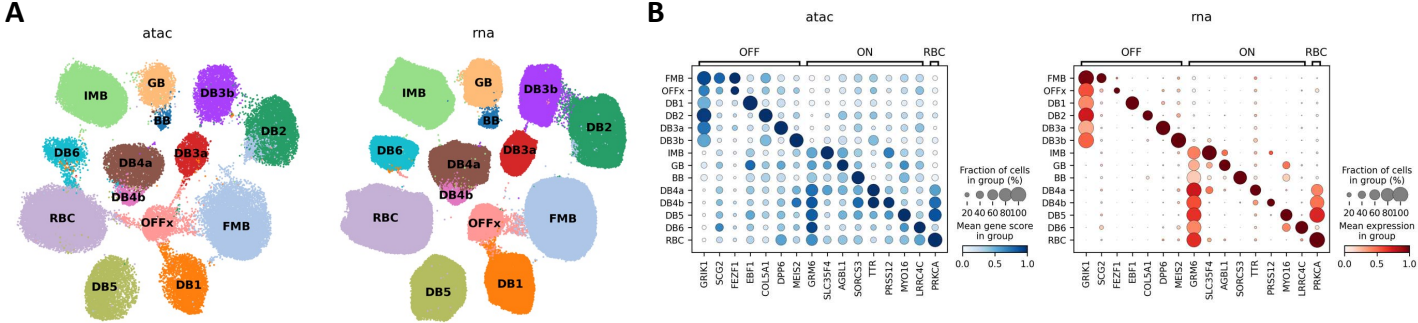 A
atac
IMB
GB
DB3b
BB
DB2
DB6
DB4a
DB3a
DB4b
RBC
OFFx
FMB
DB5
DB1
rna
IMB
GB
DB3b
BB
DB2
DB6
DB4a
DB3a
DB4b
RBC
OFFx
FMB
DB5
DB1
B
atac
OFF ON RBC
FMB
OFFx
DB1
DB2
DB3a
DB3b
IMB
GB
BB
DB4a
DB4b
DB5
DB6
RBC
GRIK1
SCG2
FEZF1
EBF1
COL5A1
DPP6
MEIS2
GRM6
SLC35F4
AGBL1
SORCS3
TTR
PRSS12
MYO16
LRRC4C
PRKCA
Fraction of cells
in group (%)
20 40 60 80100
Mean gene score
in group
0.0 0.5 1.0
rna
OFF ON RBC
FMB
OFFx
DB1
DB2
DB3a
DB3b
IMB
GB
BB
DB4a
DB4b
DB5
DB6
RBC
GRIK1
SCG2
FEZF1
EBF1
COL5A1
DPP6
MEIS2
GRM6
SLC35F4
AGBL1
SORCS3
TTR
PRSS12
MYO16
LRRC4C
PRKCA
Fraction of cells
in group (%)
20 40 60 80100
Mean expression
in group
0.0 0.5 1.0